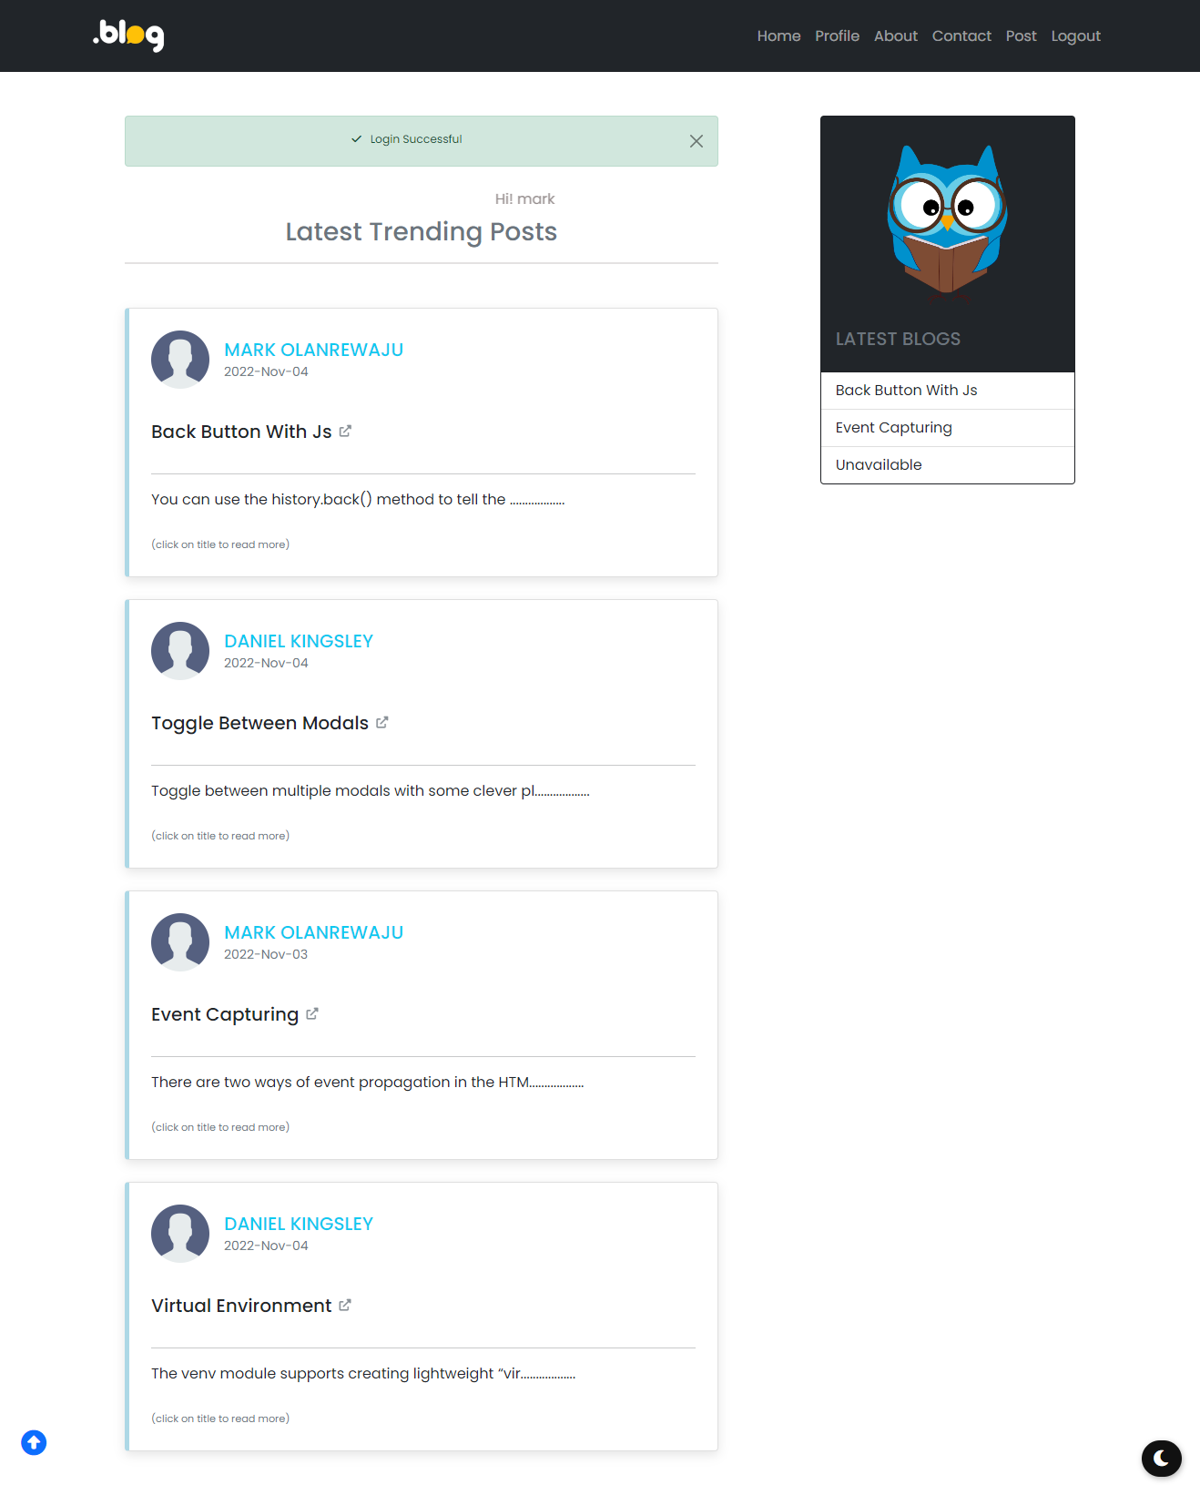 .blog
Home Profile About Contact Post Logout
Login Successful
Hi! mark
Latest Trending Posts
MARK OLANREWAJU
2022-Nov-04
Back Button With Js
You can use the history.back() method to tell the ..................
(click on title to read more)
DANIEL KINGSLEY
2022-Nov-04
Toggle Between Modals
Toggle between multiple modals with some clever pl..................
(click on title to read more)
MARK OLANREWAJU
2022-Nov-03
Event Capturing
There are two ways of event propagation in the HTM..................
(click on title to read more)
DANIEL KINGSLEY
2022-Nov-04
Virtual Environment
The venv module supports creating lightweight “vir..................
(click on title to read more)
LATEST BLOGS
Back Button With Js
Event Capturing
Unavailable